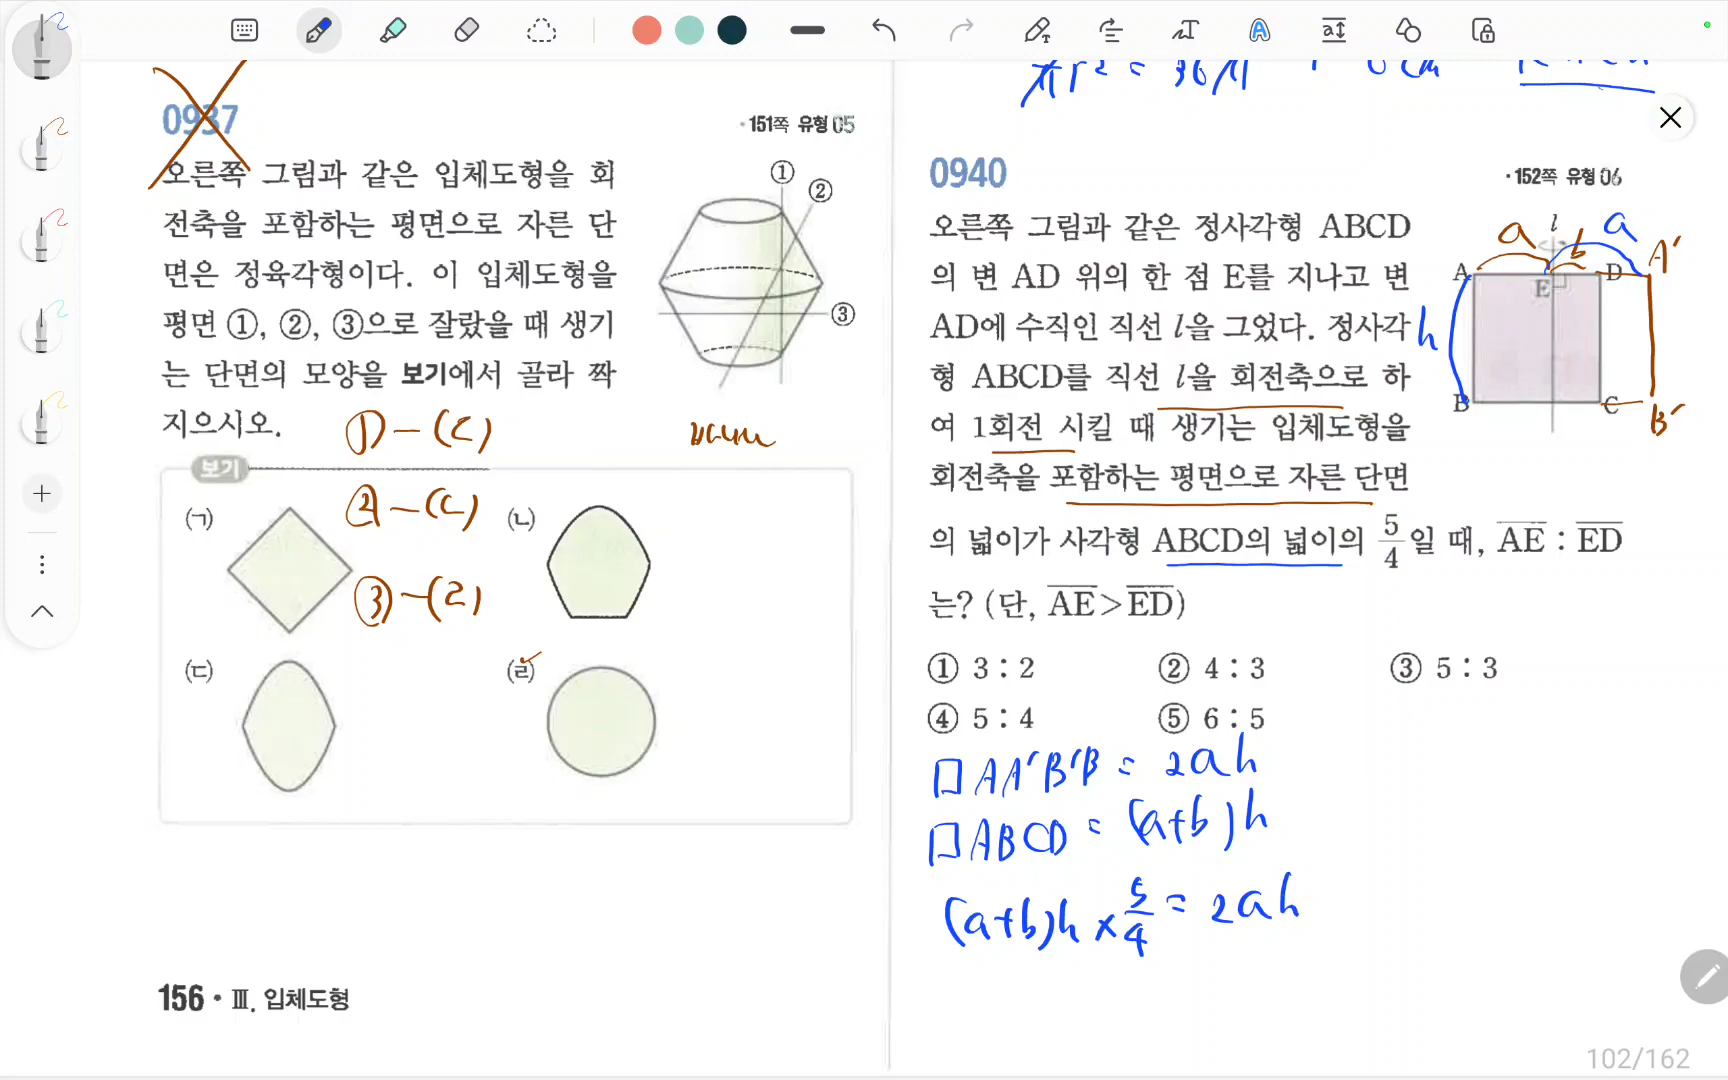 0937
• 151쪽 유형 05
오른쪽 그림과 같은 입체도형을 회
전축을 포함하는 평면으로 자른 단
면은 정육각형이다. 이 입체도형을
평면 ①, ②, ③으로 잘랐을 때 생기
는 단면의 모양을 보기에서 골라 짝
지으시오.
①
②
③
① – (ㄷ)
보기
(ㄱ)
② – (ㄴ)
(ㄴ)
③ – (ㄹ)
(ㄷ)
(ㄹ)
156 • Ⅲ. 입체도형
πr² = 36π
0940
• 152쪽 유형 06
오른쪽 그림과 같은 정사각형 ABCD
의 변 AD 위의 한 점 E를 지나고 변
AD에 수직인 직선 l을 그었다. 정사각
형 ABCD를 직선 l을 회전축으로 하
여 1회전 시킬 때 생기는 입체도형을
회전축을 포함하는 평면으로 자른 단면
의 넓이가 사각형 ABCD의 넓이의 5/4일 때, AE : ED
는? (단, AE > ED)
l
a
b
a
A
E
D
A′
h
B
C
B′
① 3 : 2
② 4 : 3
③ 5 : 3
④ 5 : 4
⑤ 6 : 5
□AA′B′B = 2ah
□ABCD = (a+b)h
(a+b)h × 5/4 = 2ah
102/162